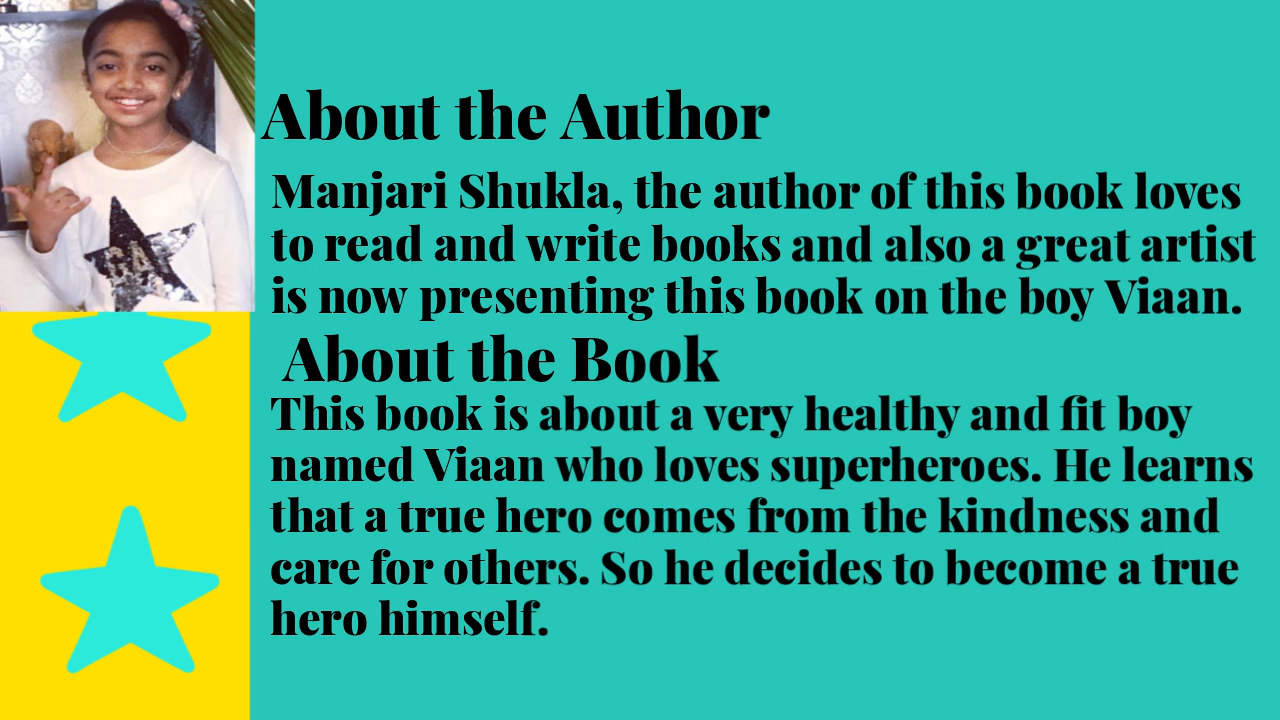 About the Author
Manjari Shukla, the author of this book loves
to read and write books and also a great artist
is now presenting this book on the boy Viaan.
About the Book
This book is about a very healthy and fit boy
named Viaan who loves superheroes. He learns
that a true hero comes from the kindness and
care for others. So he decides to become a true
hero himself.